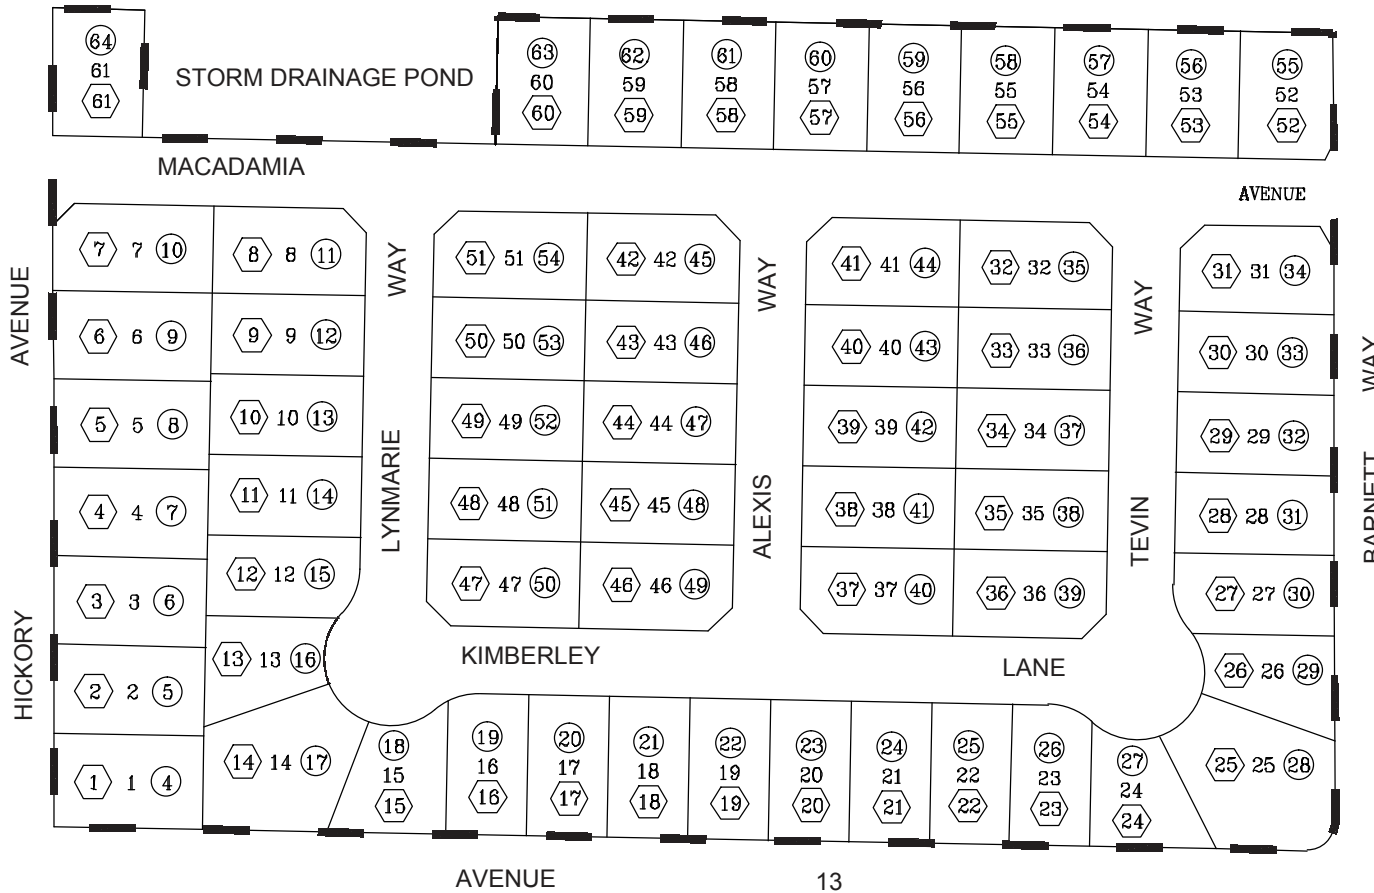 64 63 62 61 60 59 58 57 56 55
61 STORM DRAINAGE POND 60 59 58 57 56 55 54 53 52
61 60 59 58 57 56 55 54 53 52
MACADAMIA
AVENUE
7 7 10 8 8 11 51 51 54 42 42 45 41 41 44 32 32 35 31 31 34
AVENUE
WAY
WAY
WAY
6 6 9 9 9 12 50 50 53 43 43 46 40 40 43 33 33 36 30 30 33
WAY
5 5 8 10 10 13 49 49 52 44 44 47 39 39 42 34 34 37 29 29 32
4 4 7 11 11 14 48 48 51 45 45 48 38 38 41 35 35 38 28 28 31
LYNMARIE
ALEXIS
TEVIN
BARNETT
3 3 6 12 12 15 47 47 50 46 46 49 37 37 40 36 36 39 27 27 30
HICKORY
13 13 16 KIMBERLEY LANE 26 26 29
2 2 5
14 14 17 25 25 28
1 1 4
18 19 20 21 22 23 24 25 26 27
15 16 17 18 19 20 21 22 23 24
15 16 17 18 19 20 21 22 23 24
AVENUE 13